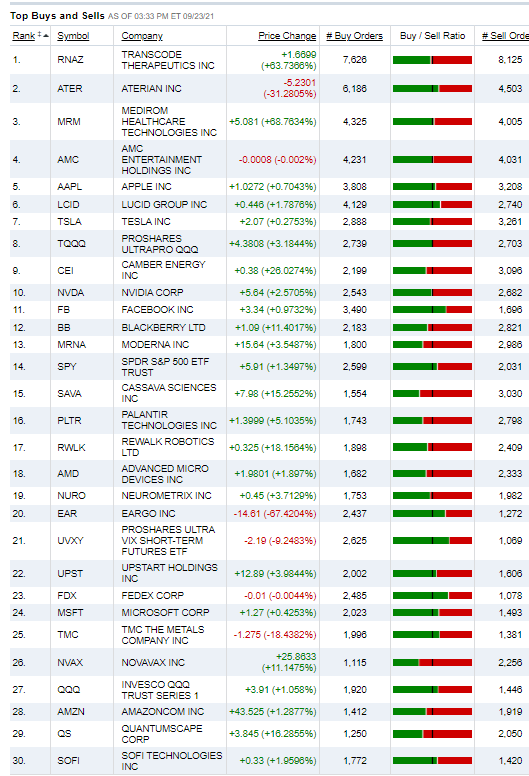 Top Buys and Sells AS OF 03:33 PM ET 09/23/21
Rank Symbol Company Price Change # Buy Orders Buy / Sell Ratio # Sell Orde
1. RNAZ TRANSCODE THERAPEUTICS INC +1.6699 (+63.7366%) 7,626 8,125
2. ATER ATERIAN INC -5.2301 (-31.2805%) 6,186 4,503
3. MRM MEDIROM HEALTHCARE TECHNOLOGIES INC +5.081 (+68.7634%) 4,325 4,005
4. AMC AMC ENTERTAINMENT HOLDINGS INC -0.0008 (-0.002%) 4,231 4,031
5. AAPL APPLE INC +1.0272 (+0.7043%) 3,808 3,208
6. LCID LUCID GROUP INC +0.446 (+1.7876%) 4,129 2,740
7. TSLA TESLA INC +2.07 (+0.2753%) 2,888 3,261
8. TQQQ PROSHARES ULTRAPRO QQQ +4.3808 (+3.1844%) 2,739 2,703
9. CEI CAMBER ENERGY INC +0.38 (+26.0274%) 2,199 3,096
10. NVDA NVIDIA CORP +5.64 (+2.5705%) 2,543 2,682
11. FB FACEBOOK INC +3.34 (+0.9732%) 3,490 1,696
12. BB BLACKBERRY LTD +1.09 (+11.4017%) 2,183 2,821
13. MRNA MODERNA INC +15.64 (+3.5487%) 1,800 2,986
14. SPY SPDR S&P 500 ETF TRUST +5.91 (+1.3497%) 2,599 2,031
15. SAVA CASSAVA SCIENCES INC +7.98 (+15.2552%) 1,554 3,030
16. PLTR PALANTIR TECHNOLOGIES INC +1.3999 (+5.1035%) 1,743 2,798
17. RWLK REWALK ROBOTICS LTD +0.325 (+18.1564%) 1,898 2,409
18. AMD ADVANCED MICRO DEVICES INC +1.9801 (+1.897%) 1,682 2,333
19. NURO NEUROMETRIX INC +0.45 (+3.7129%) 1,753 1,982
20. EAR EARGO INC -14.61 (-67.4204%) 2,437 1,272
21. UVXY PROSHARES ULTRA VIX SHORT-TERM FUTURES ETF -2.19 (-9.2483%) 2,625 1,069
22. UPST UPSTART HOLDINGS INC +12.89 (+3.9844%) 2,002 1,606
23. FDX FEDEX CORP -0.01 (-0.0044%) 2,485 1,078
24. MSFT MICROSOFT CORP +1.27 (+0.4253%) 2,023 1,493
25. TMC TMC THE METALS COMPANY INC -1.275 (-18.4382%) 1,996 1,381
26. NVAX NOVAVAX INC +25.8633 (+11.1475%) 1,115 2,256
27. QQQ INVESCO QQQ TRUST SERIES 1 +3.91 (+1.058%) 1,920 1,446
28. AMZN AMAZONCOM INC +43.525 (+1.2877%) 1,412 1,919
29. QS QUANTUMSCAPE CORP +3.845 (+16.2855%) 1,250 2,050
30. SOFI SOFI TECHNOLOGIES INC +0.33 (+1.9596%) 1,772 1,420